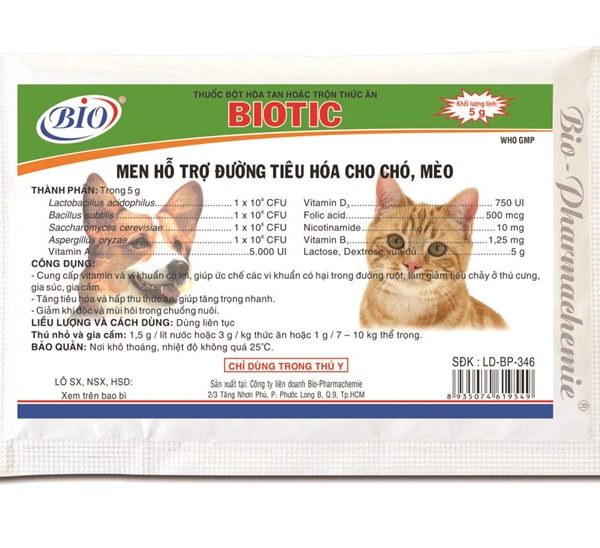 BIO
THUỐC BỘT HÒA TAN HOẶC TRỘN THỨC ĂN
BIOTIC
Khối lượng tịnh:
5 g
WHO GMP
MEN HỖ TRỢ ĐƯỜNG TIÊU HÓA CHO CHÓ, MÈO
THÀNH PHẦN: Trong 5 g
Lactobacillus acidophilus 1 x 10⁸ CFU
Bacillus subtilis 1 x 10⁸ CFU
Saccharomyces cerevisiae 1 x 10⁸ CFU
Aspergillus oryzae 1 x 10⁸ CFU
Vitamin A 5.000 UI
Vitamin D₃ 750 UI
Folic acid 500 mcg
Nicotinamide 10 mg
Vitamin B₁ 1,25 mg
Lactose, Dextrose vừa đủ 5 g
CÔNG DỤNG:
- Cung cấp vitamin và vi khuẩn có lợi, giúp ức chế các vi khuẩn có hại trong đường ruột, làm giảm tiêu chảy ở thú cưng,
gia súc, gia cầm.
- Tăng tiêu hóa và hấp thu thức ăn, giúp tăng trọng nhanh.
- Giảm khí độc và mùi hôi trong chuồng nuôi.
LIỀU LƯỢNG VÀ CÁCH DÙNG: Dùng liên tục
Thú nhỏ và gia cầm: 1,5 g / lít nước hoặc 3 g / kg thức ăn hoặc 1 g / 7 – 10 kg thể trọng.
BẢO QUẢN: Nơi khô thoáng, nhiệt độ không quá 25°C.
CHỈ DÙNG TRONG THÚ Y
SĐK : LD-BP-346
LÔ SX, NSX, HSD:
Xem trên bao bì
Sản xuất tại: Công ty liên doanh Bio-Pharmachemie
2/3 Tăng Nhơn Phú, P. Phước Long B, Q.9, Tp.HCM
8 935074 619549
Bio-Pharmachemie®